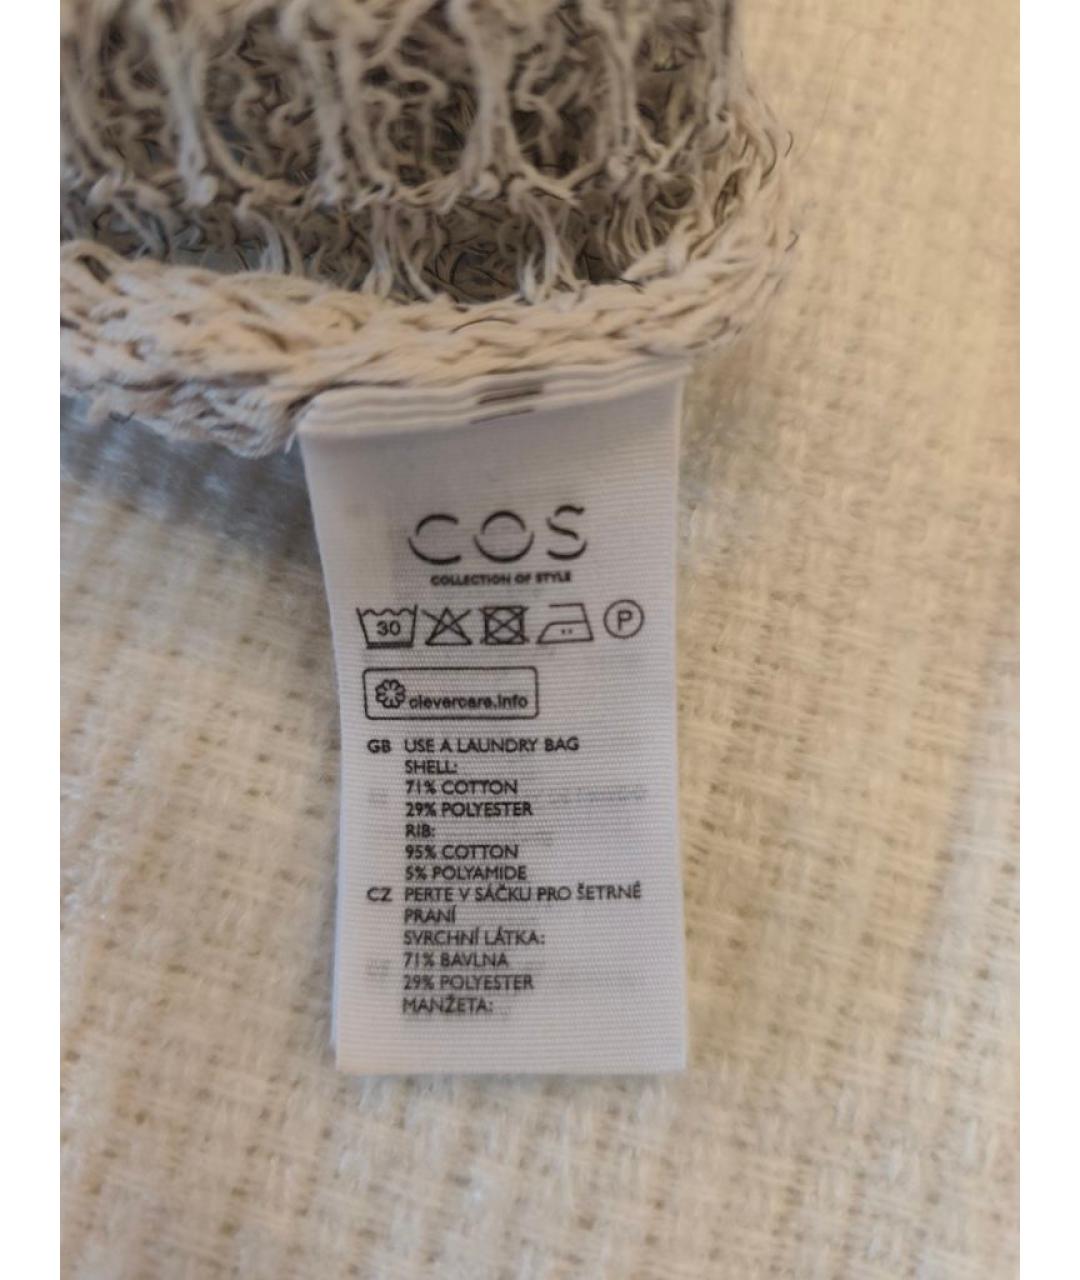 COS
COLLECTION OF STYLE
30 P
clevercare.info
GB USE A LAUNDRY BAG
SHELL:
71% COTTON
29% POLYESTER
RIB:
95% COTTON
5% POLYAMIDE
CZ PERTE V SÁČKU PRO ŠETRNÉ
PRANÍ
SVRCHNÍ LÁTKA:
71% BAVLNA
29% POLYESTER
MANŽETA: